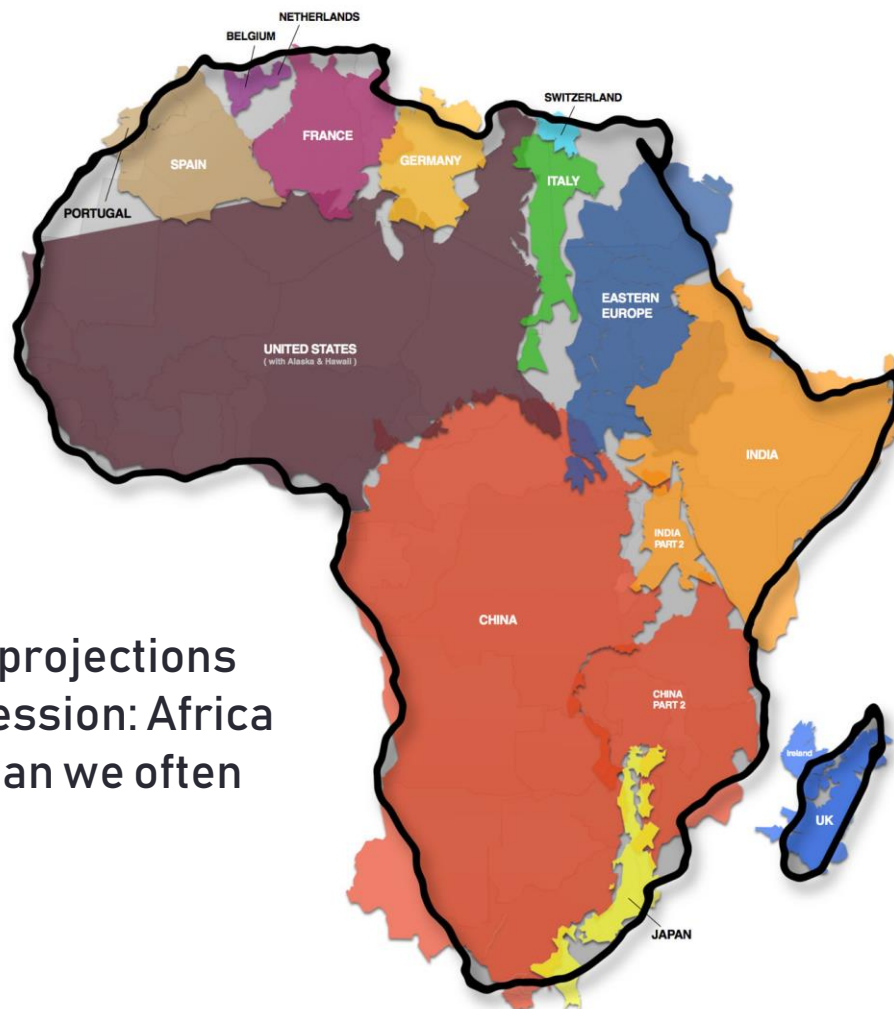 NETHERLANDS
BELGIUM
SWITZERLAND
FRANCE
GERMANY
SPAIN
ITALY
PORTUGAL
EASTERN
EUROPE
UNITED STATES
( with Alaska & Hawaii )
INDIA
INDIA
PART 2
CHINA
projections
ession: Africa
an we often
CHINA
PART 2
Ireland
UK
JAPAN